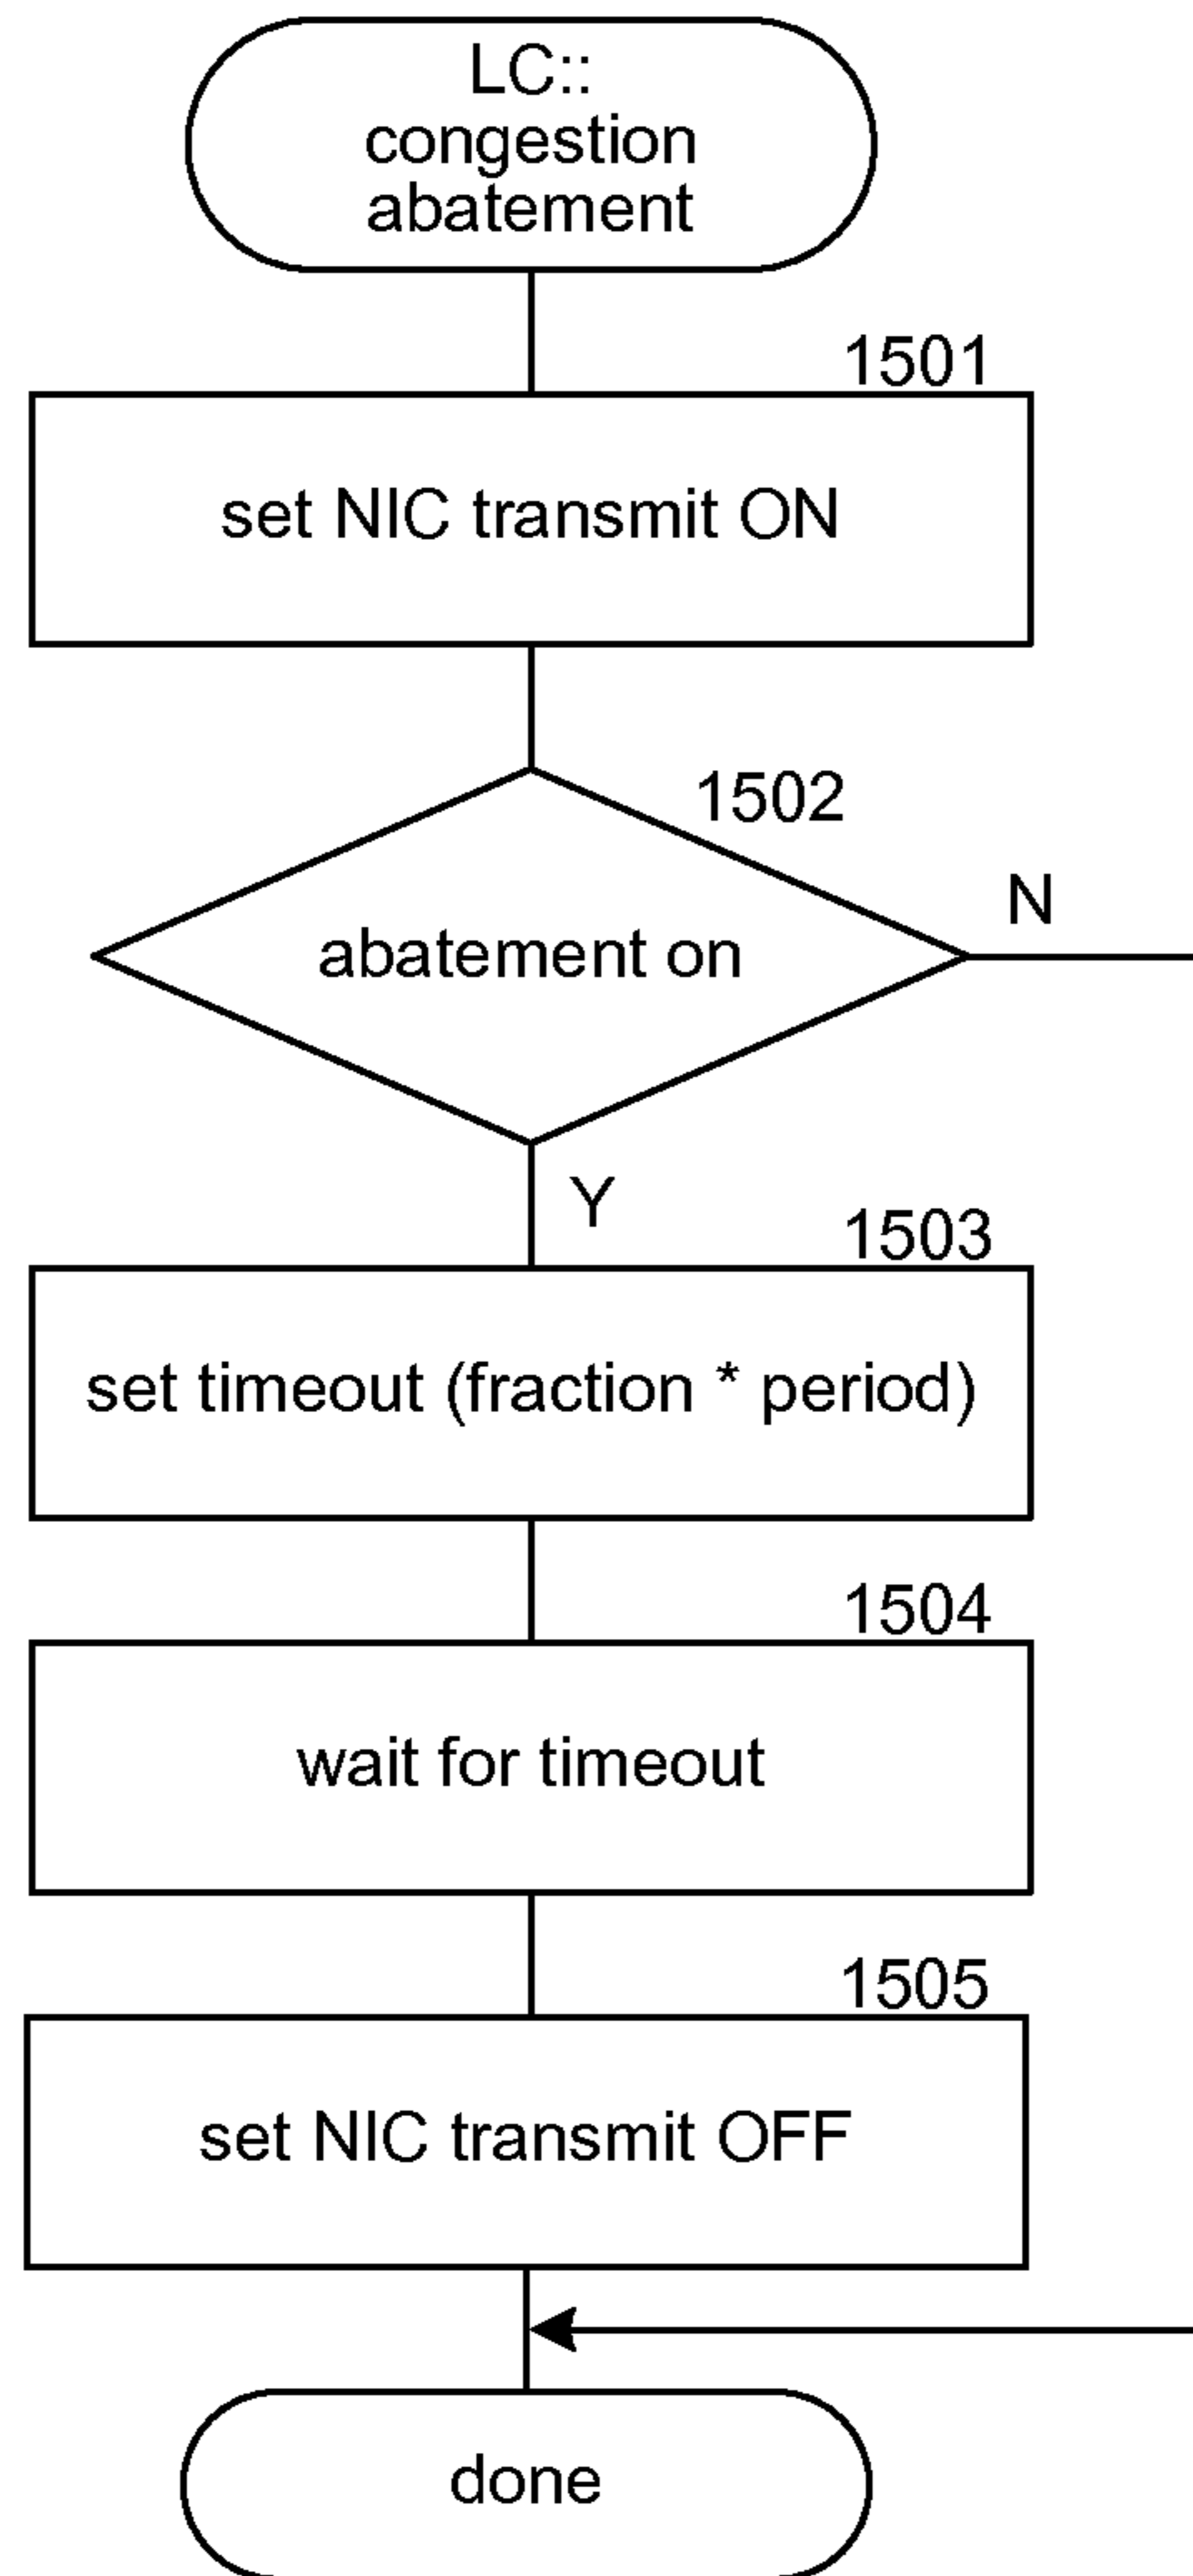 LC::
congestion
abatement
1501
set NIC transmit ON
1502
abatement on
N
Y
1503
set timeout (fraction * period)
1504
wait for timeout
1505
set NIC transmit OFF
done